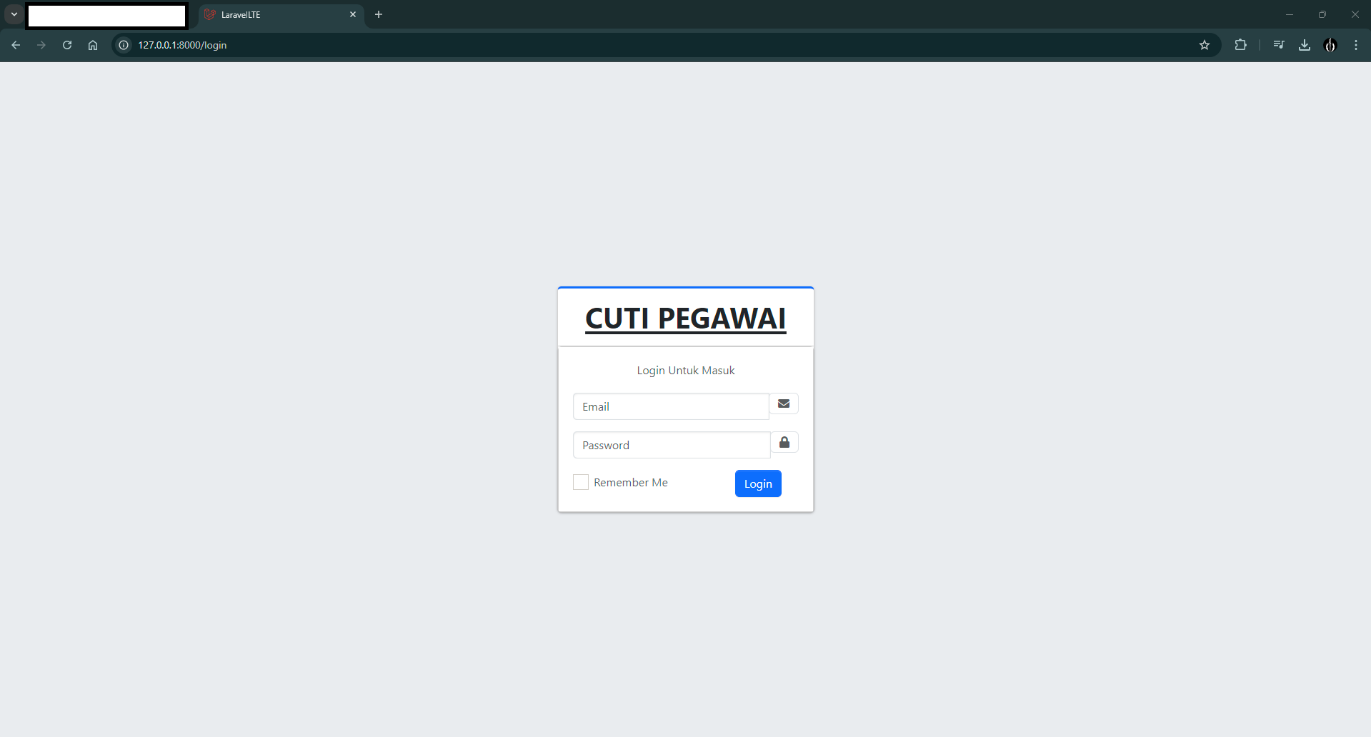 LaravelLTE
127.0.0.1:8000/login
CUTI PEGAWAI
Login Untuk Masuk
Email
Password
Remember Me
Login